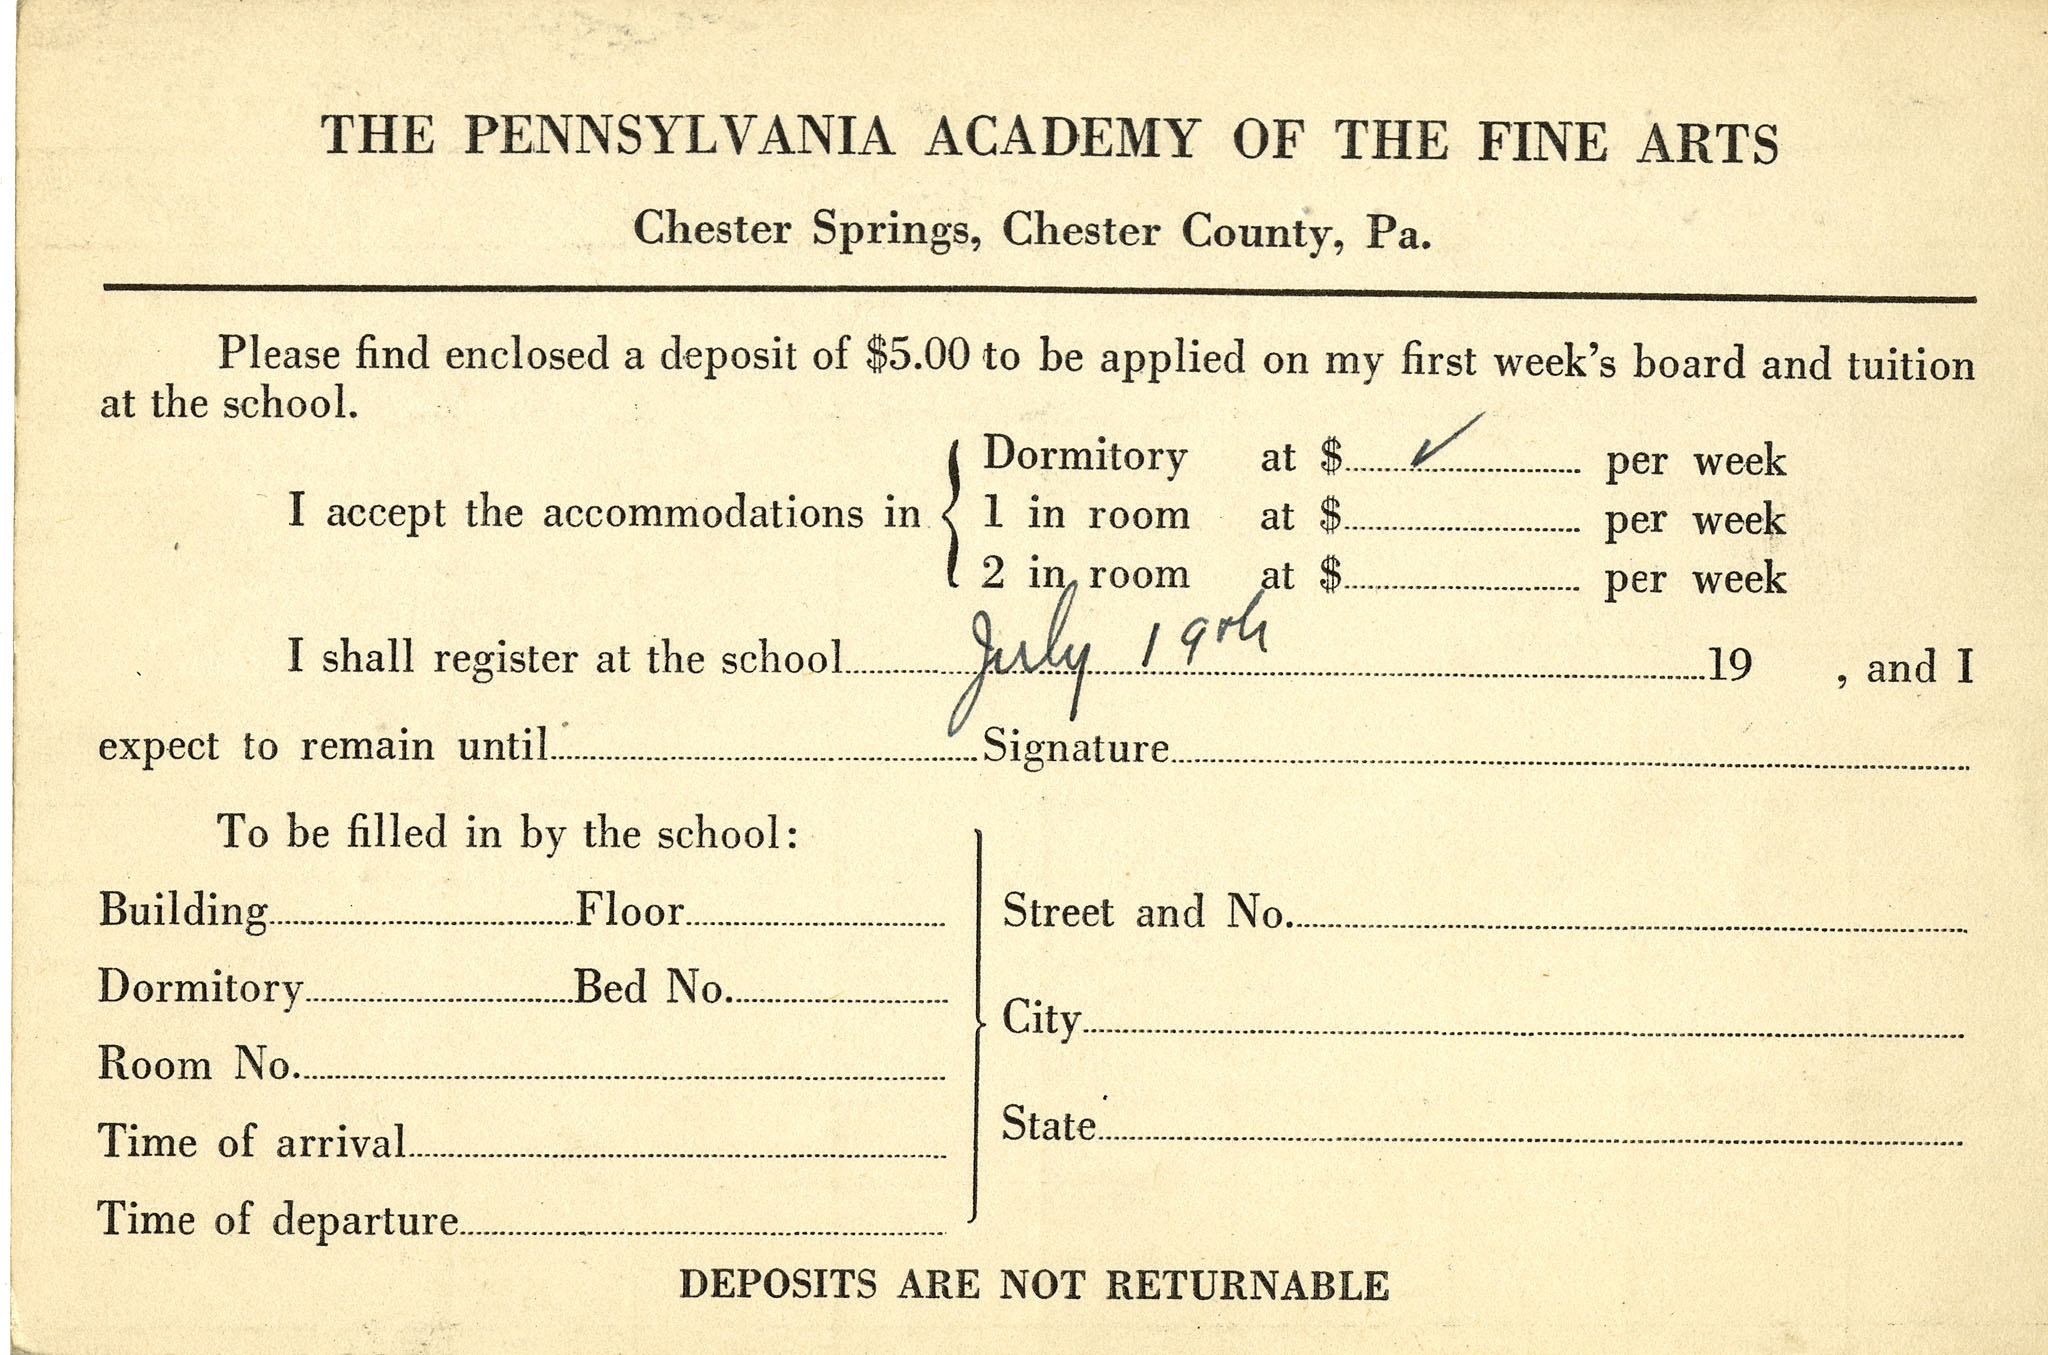 THE PENNSYLVANIA ACADEMY OF THE FINE ARTS
Chester Springs, Chester County, Pa.
Please find enclosed a deposit of $5.00 to be applied on my first week's board and tuition
at the school.
Dormitory at $ ✓ per week
I accept the accommodations in { 1 in room at $ per week
2 in room at $ per week
I shall register at the school July 19th 19 , and I
expect to remain until Signature
To be filled in by the school:
Building Floor
Dormitory Bed No.
Room No.
Time of arrival
Time of departure
Street and No.
City
State
DEPOSITS ARE NOT RETURNABLE